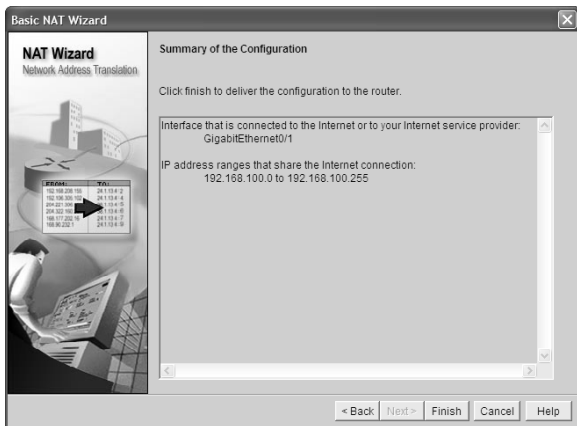 Basic NAT Wizard
NAT Wizard
Network Address Translation
FROM:
TO:
Summary of the Configuration
Click finish to deliver the configuration to the router.
Interface that is connected to the Internet or to your Internet service provider:
GigabitEthernet0/1
IP address ranges that share the Internet connection:
192.168.100.0 to 192.168.100.255
< Back
Next >
Finish
Cancel
Help